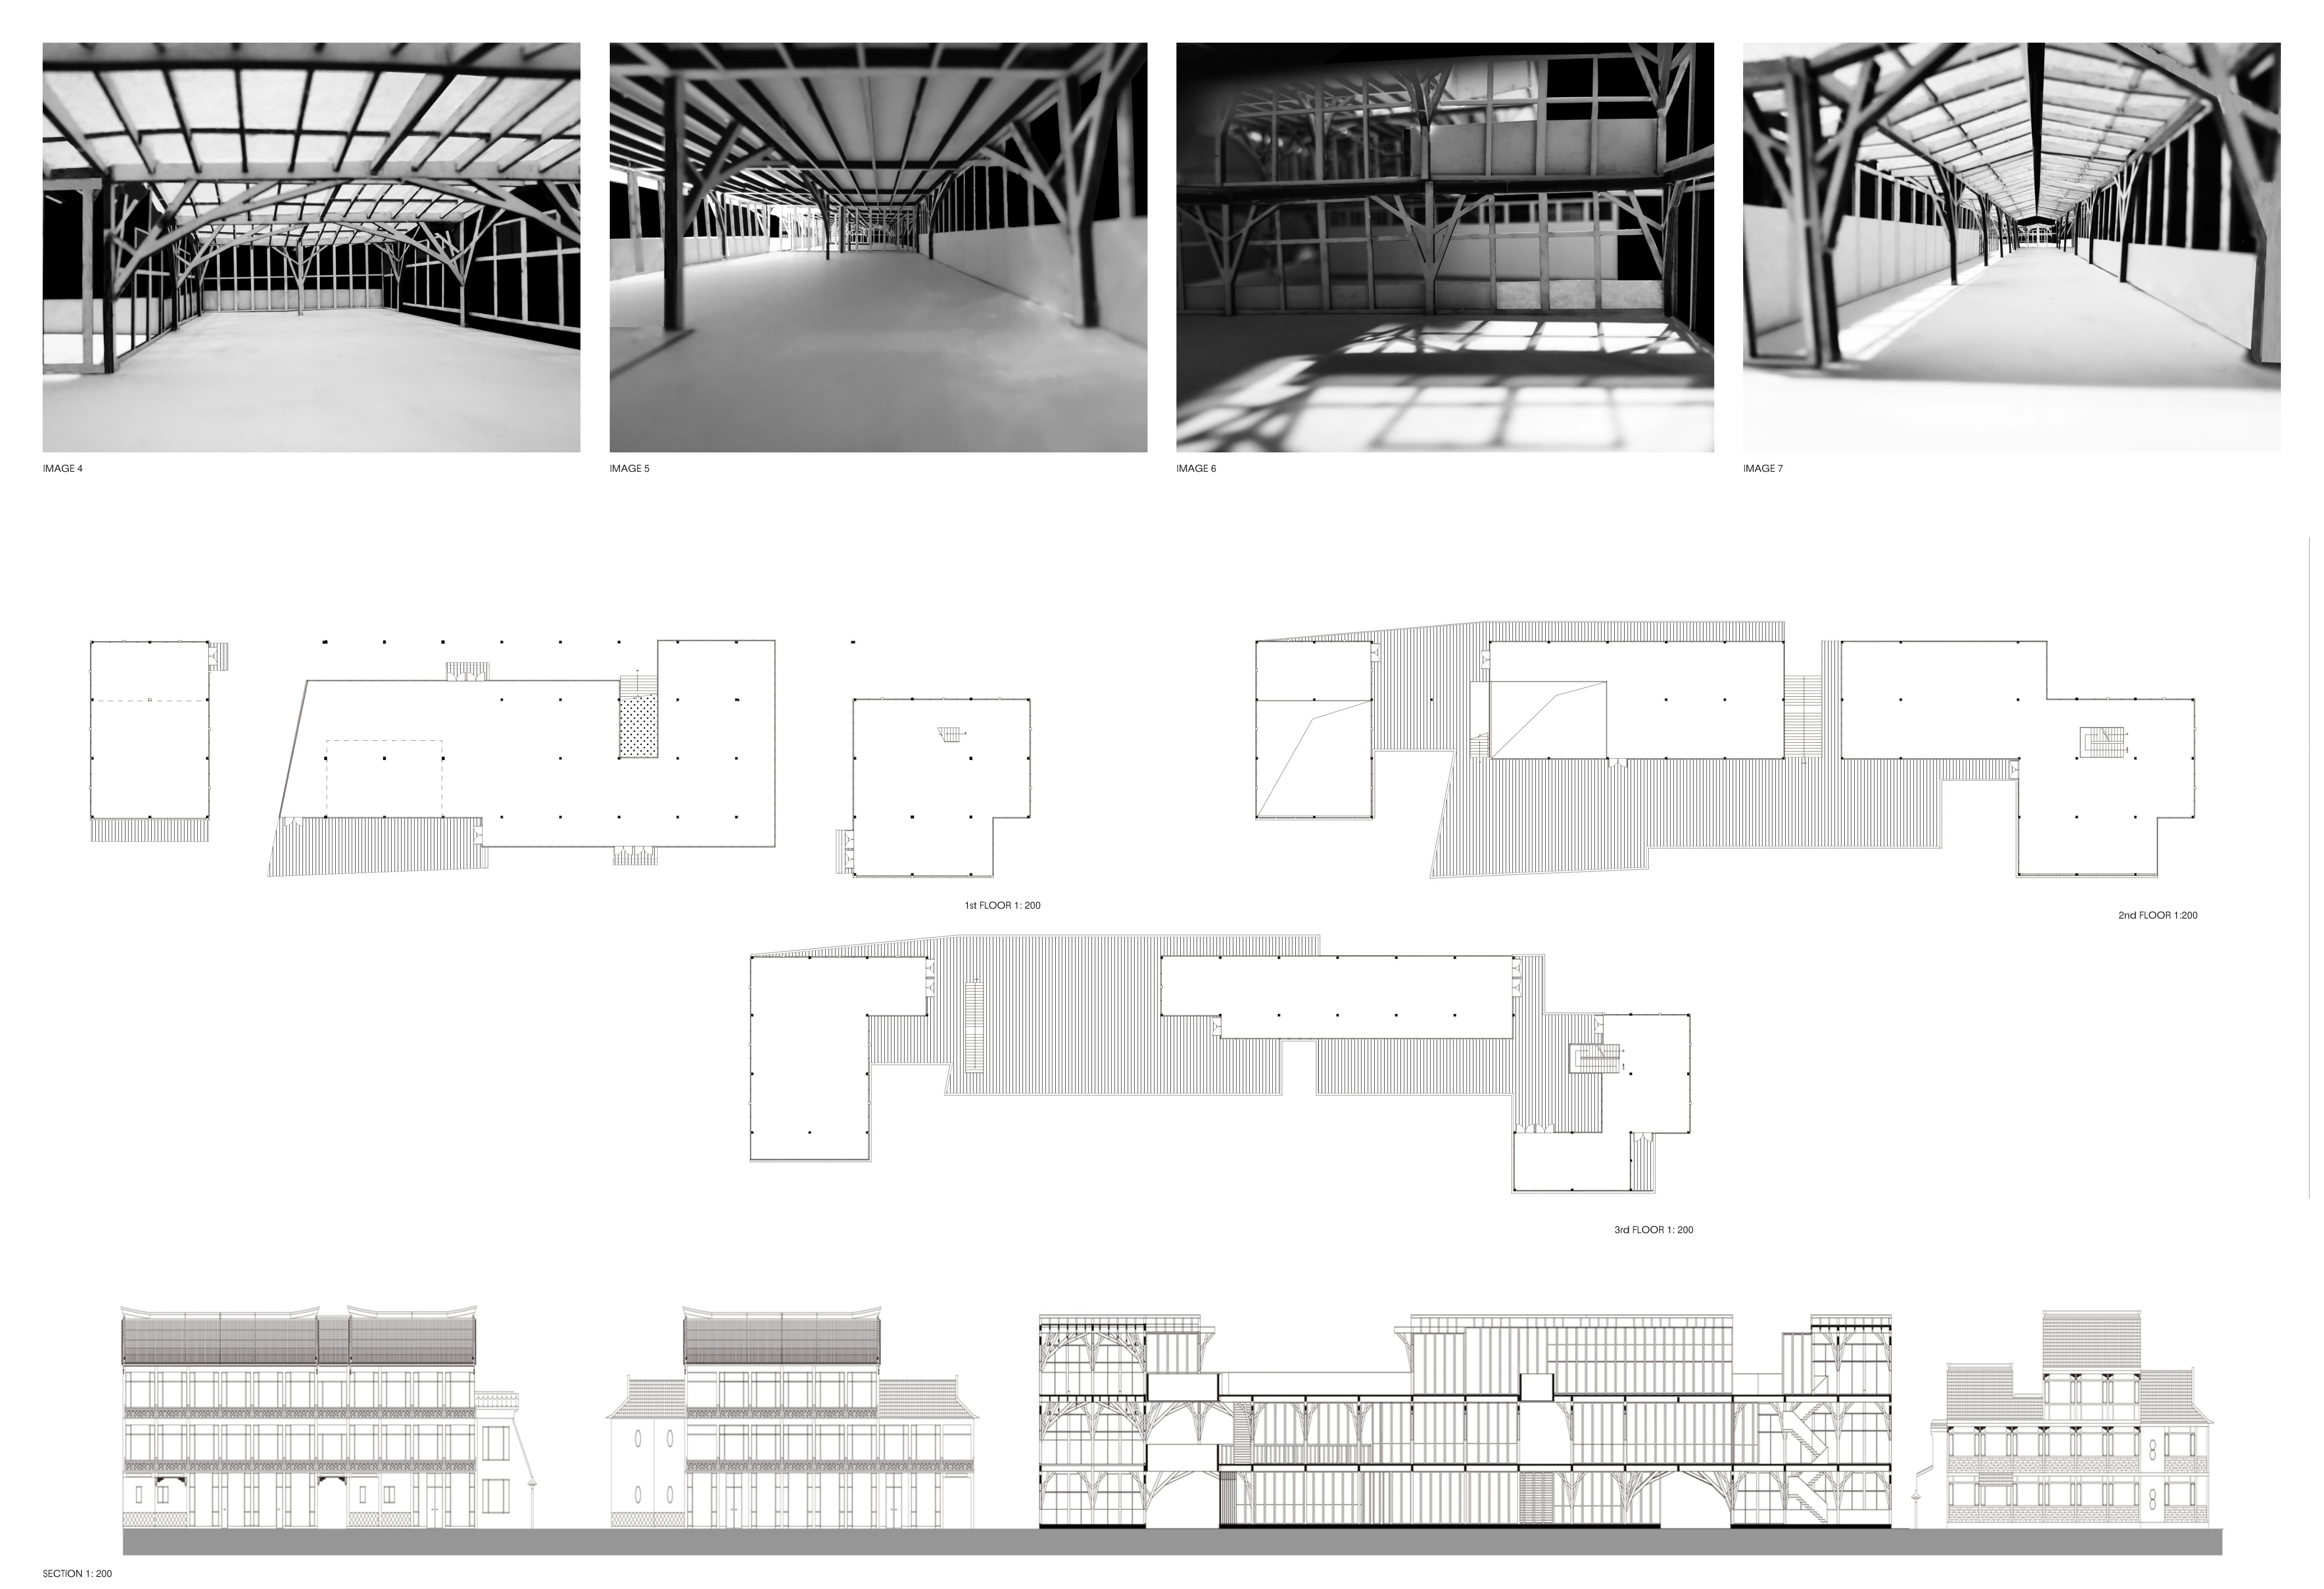 IMAGE 4
IMAGE 5
IMAGE 6
IMAGE 7
1st FLOOR 1: 200
2nd FLOOR 1:200
3rd FLOOR 1: 200
SECTION 1: 200